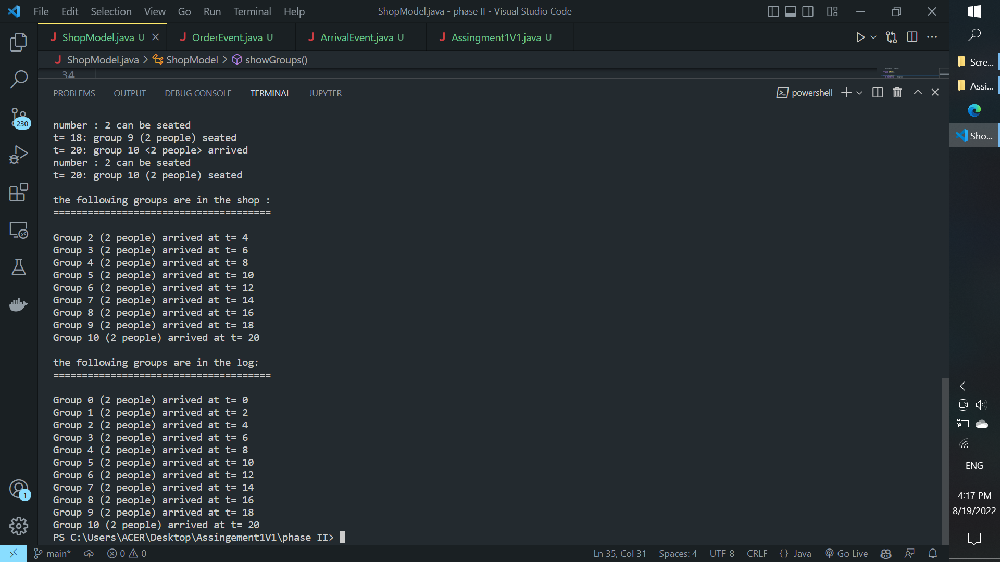 File Edit Selection View Go Run Terminal Help ShopModel.java - phase II - Visual Studio Code
ShopModel.java U OrderEvent.java U ArrivalEvent.java U Assingment1V1.java U
ShopModel.java > ShopModel > showGroups()
34
PROBLEMS OUTPUT DEBUG CONSOLE TERMINAL JUPYTER powershell
number : 2 can be seated
t= 18: group 9 (2 people) seated
t= 20: group 10 <2 people> arrived
number : 2 can be seated
t= 20: group 10 (2 people) seated
the following groups are in the shop :
======================================
Group 2 (2 people) arrived at t= 4
Group 3 (2 people) arrived at t= 6
Group 4 (2 people) arrived at t= 8
Group 5 (2 people) arrived at t= 10
Group 6 (2 people) arrived at t= 12
Group 7 (2 people) arrived at t= 14
Group 8 (2 people) arrived at t= 16
Group 9 (2 people) arrived at t= 18
Group 10 (2 people) arrived at t= 20
the following groups are in the log:
======================================
Group 0 (2 people) arrived at t= 0
Group 1 (2 people) arrived at t= 2
Group 2 (2 people) arrived at t= 4
Group 3 (2 people) arrived at t= 6
Group 4 (2 people) arrived at t= 8
Group 5 (2 people) arrived at t= 10
Group 6 (2 people) arrived at t= 12
Group 7 (2 people) arrived at t= 14
Group 8 (2 people) arrived at t= 16
Group 9 (2 people) arrived at t= 18
Group 10 (2 people) arrived at t= 20
PS C:\Users\ACER\Desktop\Assingement1V1\phase II>
230
1
main* 0 0 Ln 35, Col 31 Spaces: 4 UTF-8 CRLF {} Java Go Live
Scre...
Assi...
Sho...
ENG
4:17 PM
8/19/2022